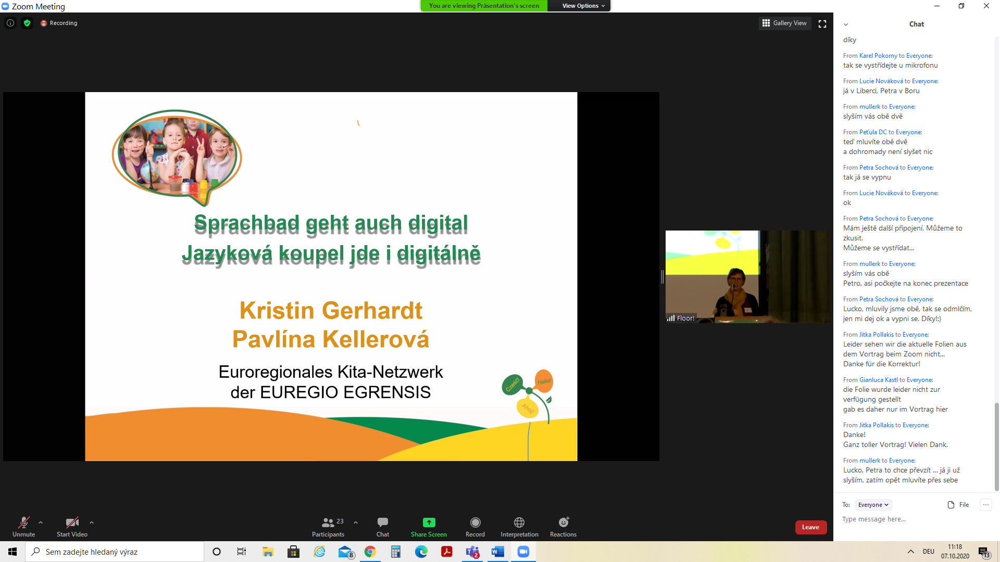 Zoom Meeting
You are viewing Präsentation's screen
View Options
Recording
Gallery View
Sprachbad geht auch digital
Jazyková koupel jde i digitálně
Kristin Gerhardt
Pavlína Kellerová
Euroregionales Kita-Netzwerk
der EUREGIO EGRENSIS
Cześć!
Hallo!
Ahoj!
Floor!
Chat
díky
From Karel Pokorny to Everyone:
tak se vystřídejte u mikrofonu
From Lucie Nováková to Everyone:
já v Liberci, Petra v Boru
From mullerk to Everyone:
slyším vás obě dvě
From Peťula DC to Everyone:
teď mluvíte obě dvě
a dohromady není slyšet nic
From Petra Sochová to Everyone:
tak já se vypnu
From Lucie Nováková to Everyone:
ok
From Petra Sochová to Everyone:
Mám ještě další připojení. Můžeme to
zkusit.
Můžeme se vystřídat...
From mullerk to Everyone:
slyším vás obě
Petro, asi počkejte na konec prezentace
From Petra Sochová to Everyone:
Lucko, mluvily jsme obě, tak se odmlčím,
jen mi dej ok a vypni se. Díky!:)
From Jitka Pollakis to Everyone:
Leider sehen wir die aktuelle Folien aus
dem Vortrag beim Zoom nicht...
Danke für die Korrektur!
From Gianluca Kastl to Everyone:
die Folie wurde leider nicht zur
verfügung gestellt
gab es daher nur im Vortrag hier
From Jitka Pollakis to Everyone:
Danke!
Ganz toller Vortrag! Vielen Dank.
From mullerk to Everyone:
Lucko, Petra to chce převzít ... já ji už
slyším, zatím opět mluvíte přes sebe
To: Everyone
File
Type message here...
Unmute
Start Video
23
Participants
Chat
Share Screen
Record
Interpretation
Reactions
Leave
Sem zadejte hledaný výraz
8
2
DEU
11:18
07.10.2020
13